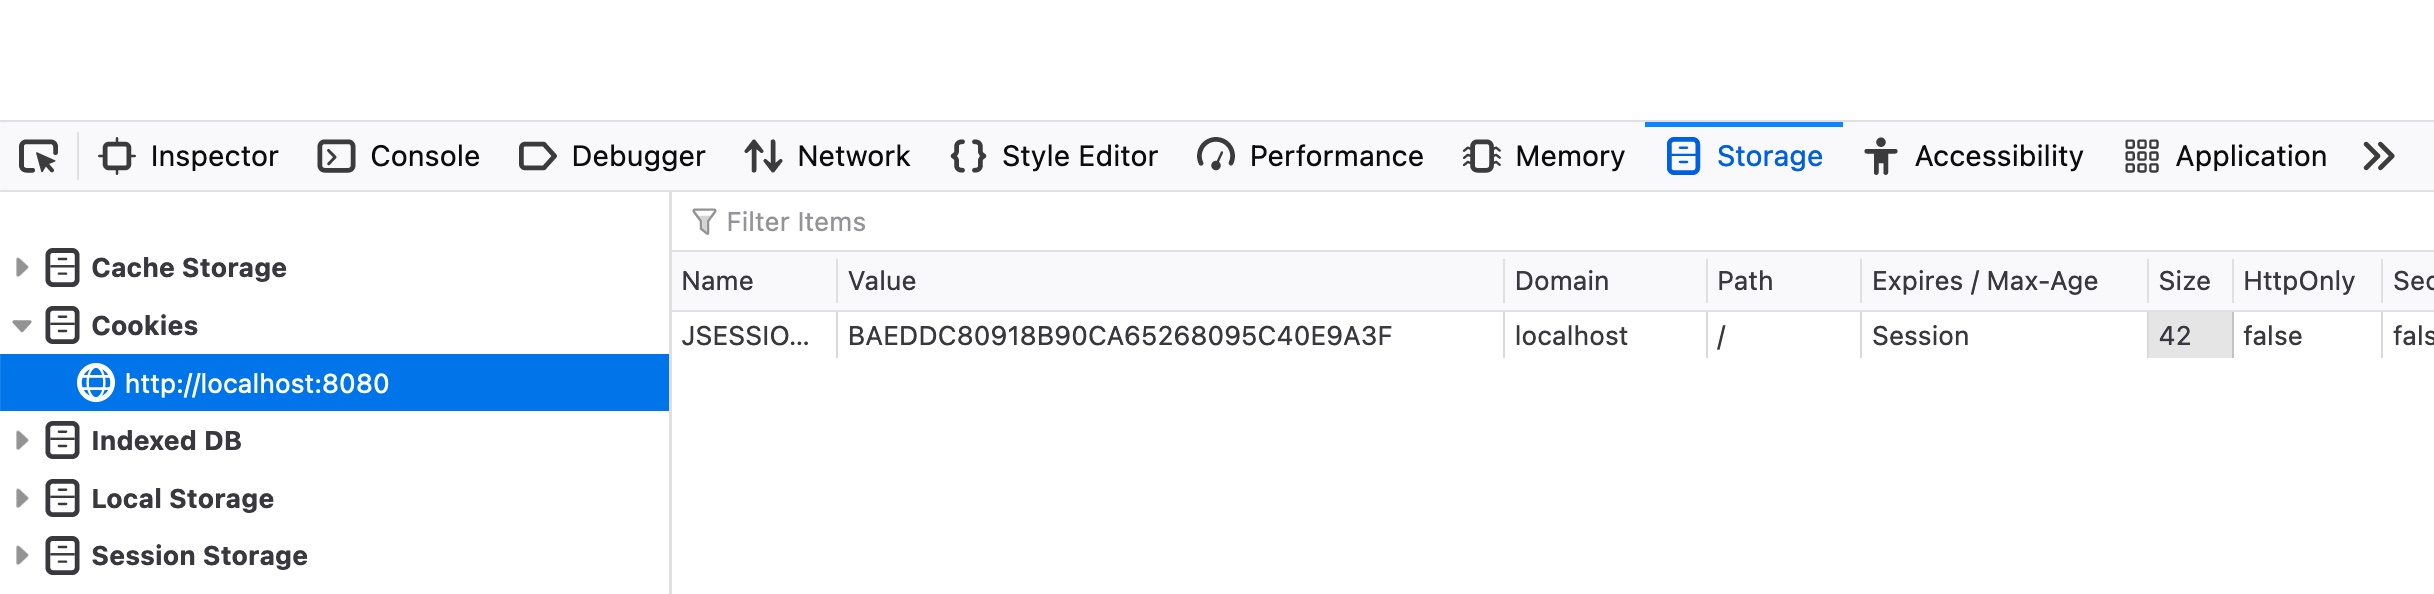 Inspector Console Debugger Network Style Editor Performance Memory Storage Accessibility Application
Filter Items
Cache Storage
Cookies
http://localhost:8080
Indexed DB
Local Storage
Session Storage
Name Value Domain Path Expires / Max-Age Size HttpOnly Sec
JSESSIO... BAEDDC80918B90CA65268095C40E9A3F localhost / Session 42 false fals